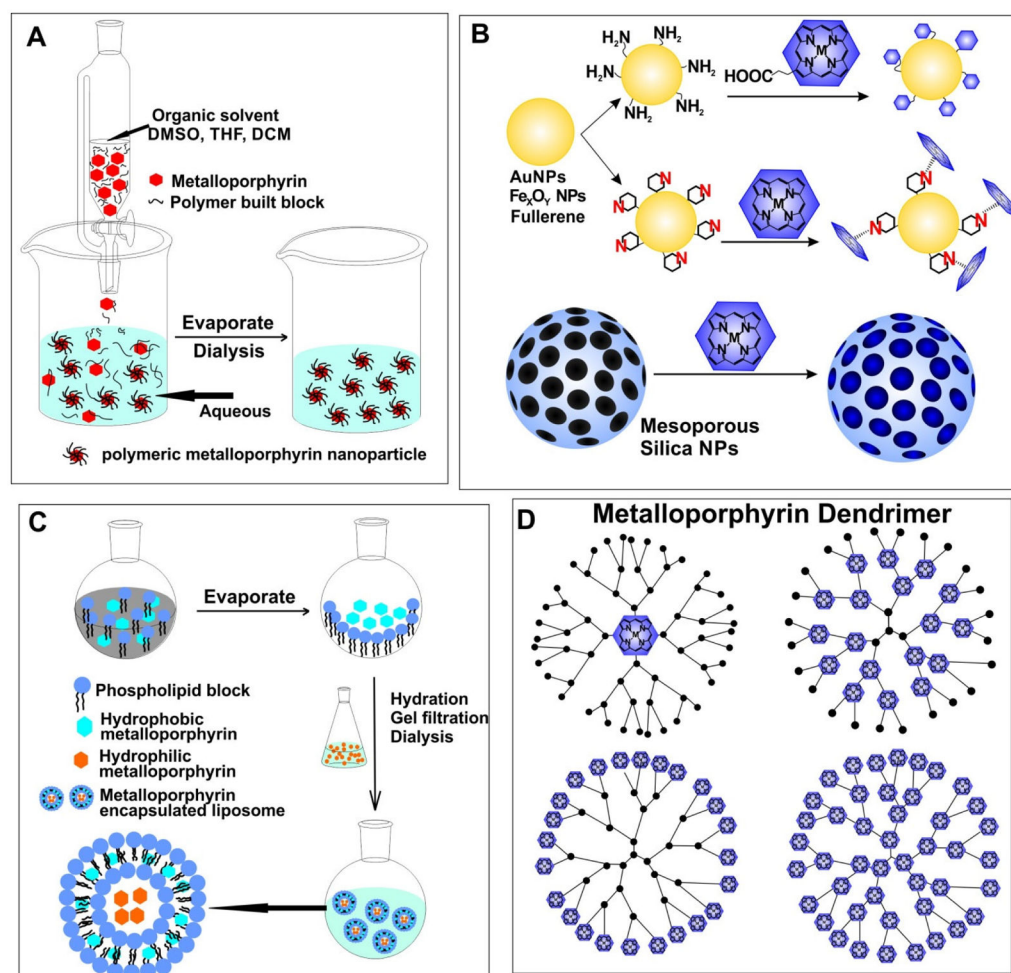 A
Organic solvent
DMSO, THF, DCM
Metalloporphyrin
Polymer built block
Evaporate
Dialysis
Aqueous
polymeric metalloporphyrin nanoparticle
B
H₂N
NH₂
H₂N
NH₂
NH₂
NH₂
HOOC
N
N
M
N
N
AuNPs
FeₓOᵧ NPs
Fullerene
N
N
N
N
N
N
N
N
M
N
N
N
N
N
N
N
N
M
N
N
Mesoporous
Silica NPs
C
Evaporate
Phospholipid block
Hydrophobic
metalloporphyrin
Hydrophilic
metalloporphyrin
Metalloporphyrin
encapsulated liposome
Hydration
Gel filtration
Dialysis
D
Metalloporphyrin Dendrimer
N
N
M
N
N